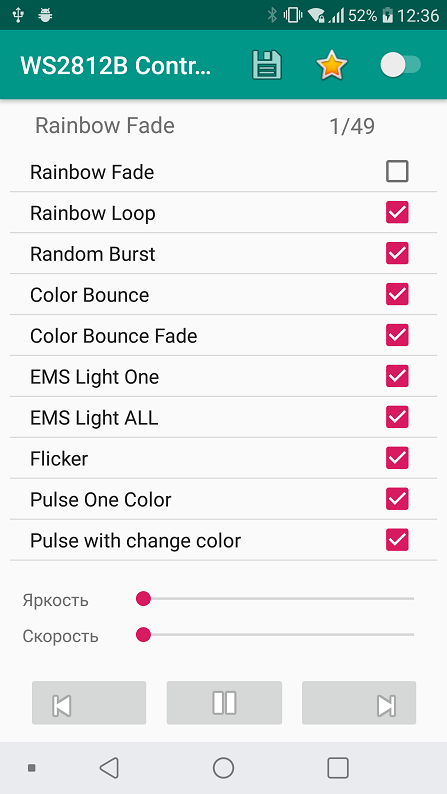 52% 12:36
WS2812B Contr...
Rainbow Fade 1/49
Rainbow Fade
Rainbow Loop
Random Burst
Color Bounce
Color Bounce Fade
EMS Light One
EMS Light ALL
Flicker
Pulse One Color
Pulse with change color
Яркость
Скорость